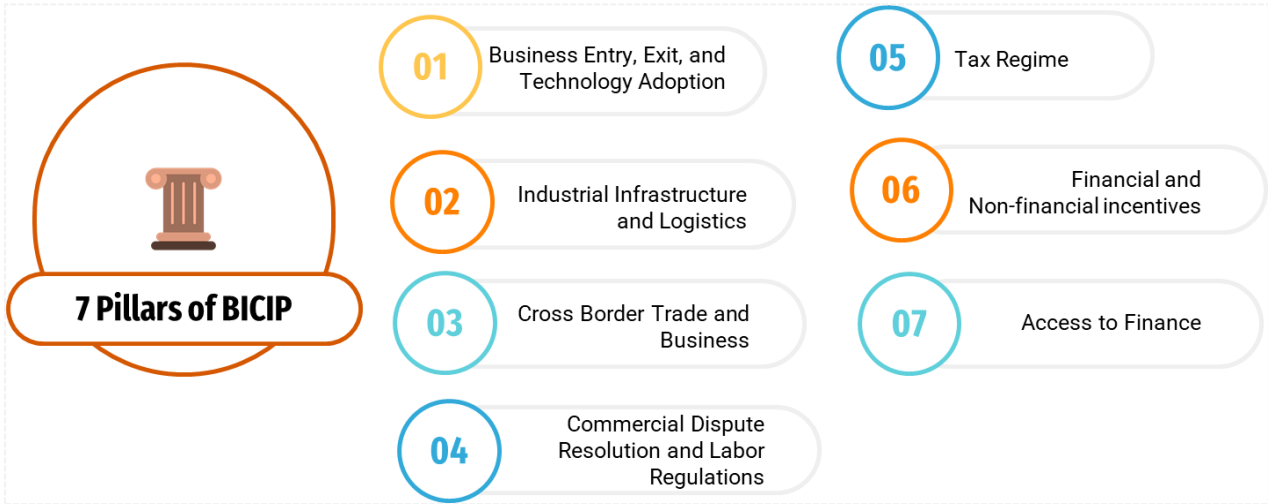 7 Pillars of BICIP
01
Business Entry, Exit, and
Technology Adoption
02
Industrial Infrastructure
and Logistics
03
Cross Border Trade and
Business
04
Commercial Dispute
Resolution and Labor
Regulations
05
Tax Regime
06
Financial and
Non-financial incentives
07
Access to Finance